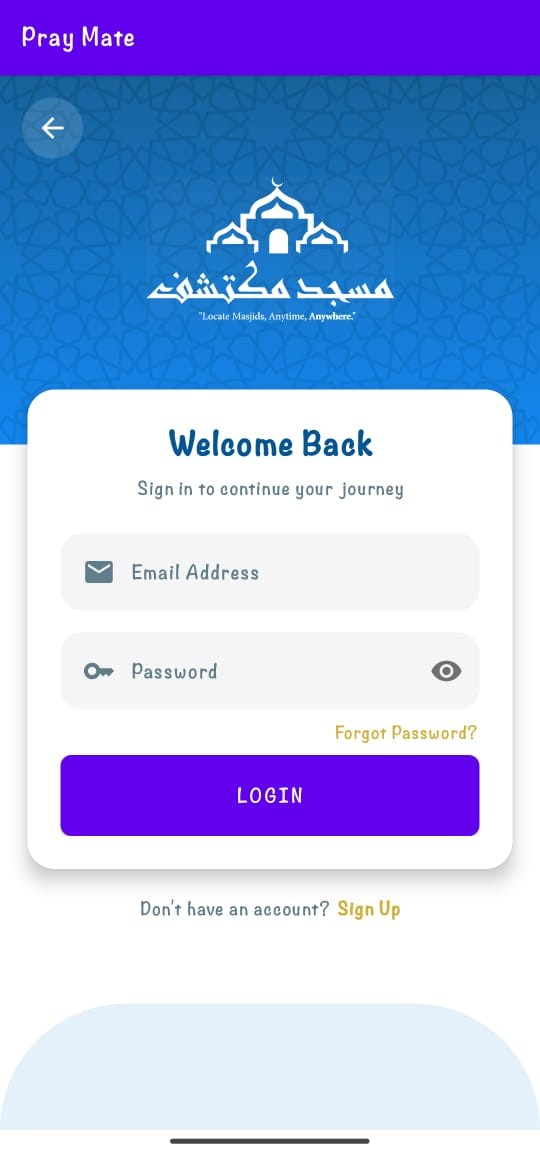 Pray Mate
مسجد مكتشف
"Locate Masjids, Anytime, Anywhere."
Welcome Back
Sign in to continue your journey
Email Address
Password
Forgot Password?
LOGIN
Don't have an account? Sign Up